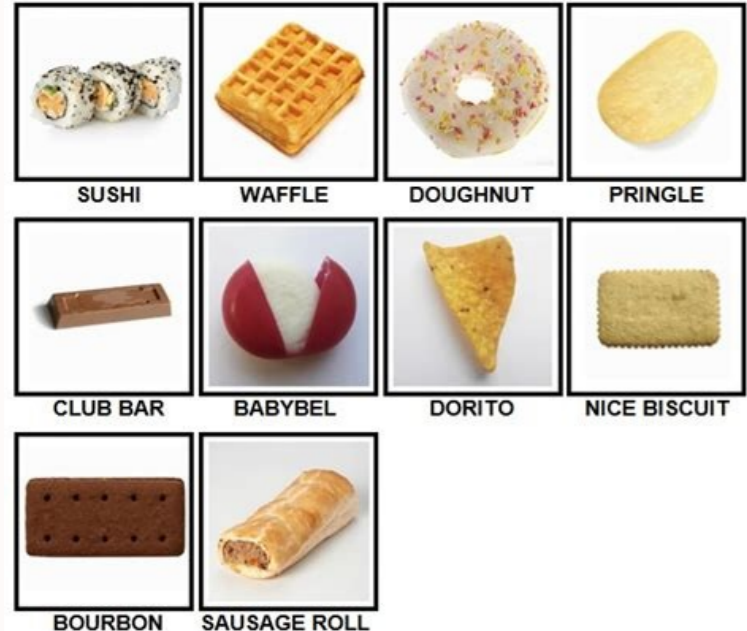 SUSHI WAFFLE DOUGHNUT PRINGLE
CLUB BAR BABYBEL DORITO NICE BISCUIT
BOURBON SAUSAGE ROLL